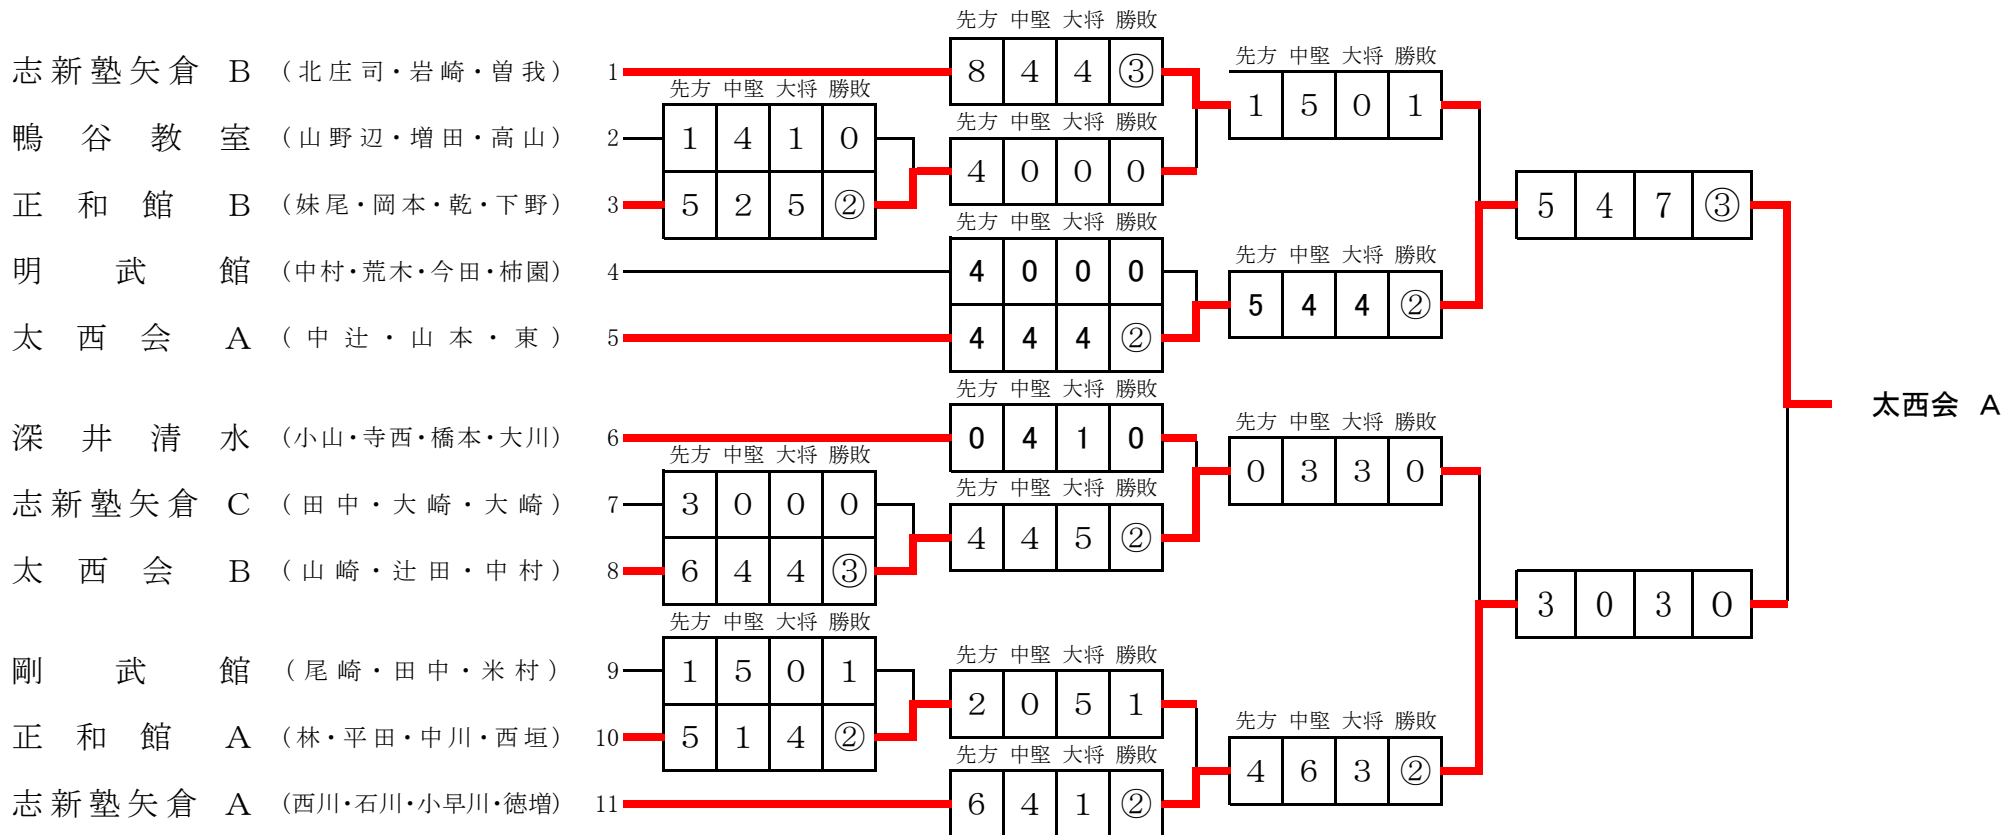 先方 中堅 大将 勝敗
志新塾矢倉 B (北庄司・岩崎・曽我) 1 8 4 4 ③
先方 中堅 大将 勝敗
1 5 0 1
先方 中堅 大将 勝敗
鴨谷教室 (山野辺・増田・高山) 2 1 4 1 0
先方 中堅 大将 勝敗
4 0 0 0
正和館 B (妹尾・岡本・乾・下野) 3 5 2 5 ②
5 4 7 ③
先方 中堅 大将 勝敗
明武館 (中村・荒木・今田・柿園) 4 4 0 0 0
先方 中堅 大将 勝敗
5 4 4 ②
太西会 A (中辻・山本・東) 5 4 4 4 ②
太西会 A
先方 中堅 大将 勝敗
深井清水 (小山・寺西・橋本・大川) 6 0 4 1 0
先方 中堅 大将 勝敗
0 3 3 0
先方 中堅 大将 勝敗
志新塾矢倉 C (田中・大崎・大崎) 7 3 0 0 0
先方 中堅 大将 勝敗
4 4 5 ②
太西会 B (山崎・辻田・中村) 8 6 4 4 ③
3 0 3 0
先方 中堅 大将 勝敗
剛武館 (尾崎・田中・米村) 9 1 5 0 1
先方 中堅 大将 勝敗
2 0 5 1
正和館 A (林・平田・中川・西垣) 10 5 1 4 ②
先方 中堅 大将 勝敗
4 6 3 ②
先方 中堅 大将 勝敗
志新塾矢倉 A (西川・石川・小早川・徳増) 11 6 4 1 ②